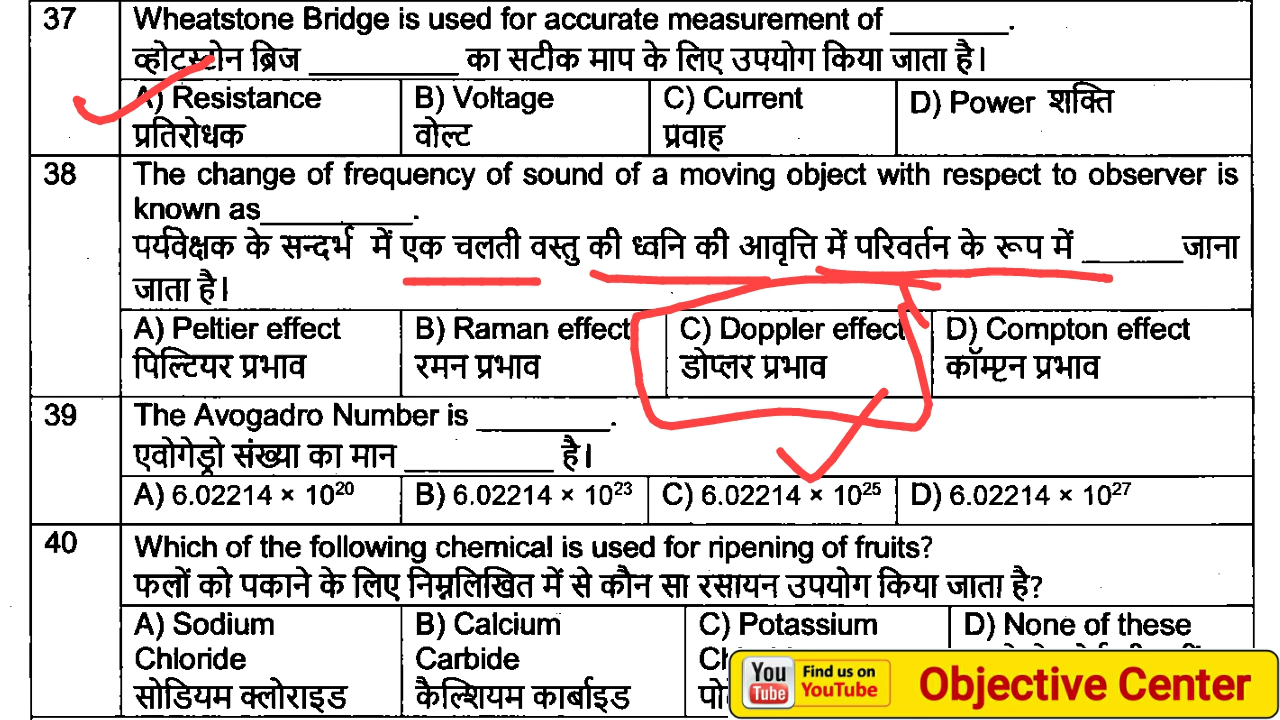 37 Wheatstone Bridge is used for accurate measurement of ________.
व्होटस्टोन ब्रिज __________ का सटीक माप के लिए उपयोग किया जाता है।
A) Resistance B) Voltage C) Current D) Power शक्ति
प्रतिरोधक वोल्ट प्रवाह
38 The change of frequency of sound of a moving object with respect to observer is
known as__________.
पर्यवेक्षक के सन्दर्भ में एक चलती वस्तु की ध्वनि की आवृत्ति में परिवर्तन के रूप में _______जाना
जाता है।
A) Peltier effect B) Raman effect C) Doppler effect D) Compton effect
पिल्टियर प्रभाव रमन प्रभाव डोप्लर प्रभाव कॉम्प्टन प्रभाव
39 The Avogadro Number is _________.
एवोगेड्रो संख्या का मान __________ है।
A) 6.02214 × 10²⁰ B) 6.02214 × 10²³ C) 6.02214 × 10²⁵ D) 6.02214 × 10²⁷
40 Which of the following chemical is used for ripening of fruits?
फलों को पकाने के लिए निम्नलिखित में से कौन सा रसायन उपयोग किया जाता है?
A) Sodium B) Calcium C) Potassium D) None of these
Chloride Carbide
सोडियम क्लोराइड कैल्शियम कार्बाइड
You Tube Find us on YouTube Objective Center